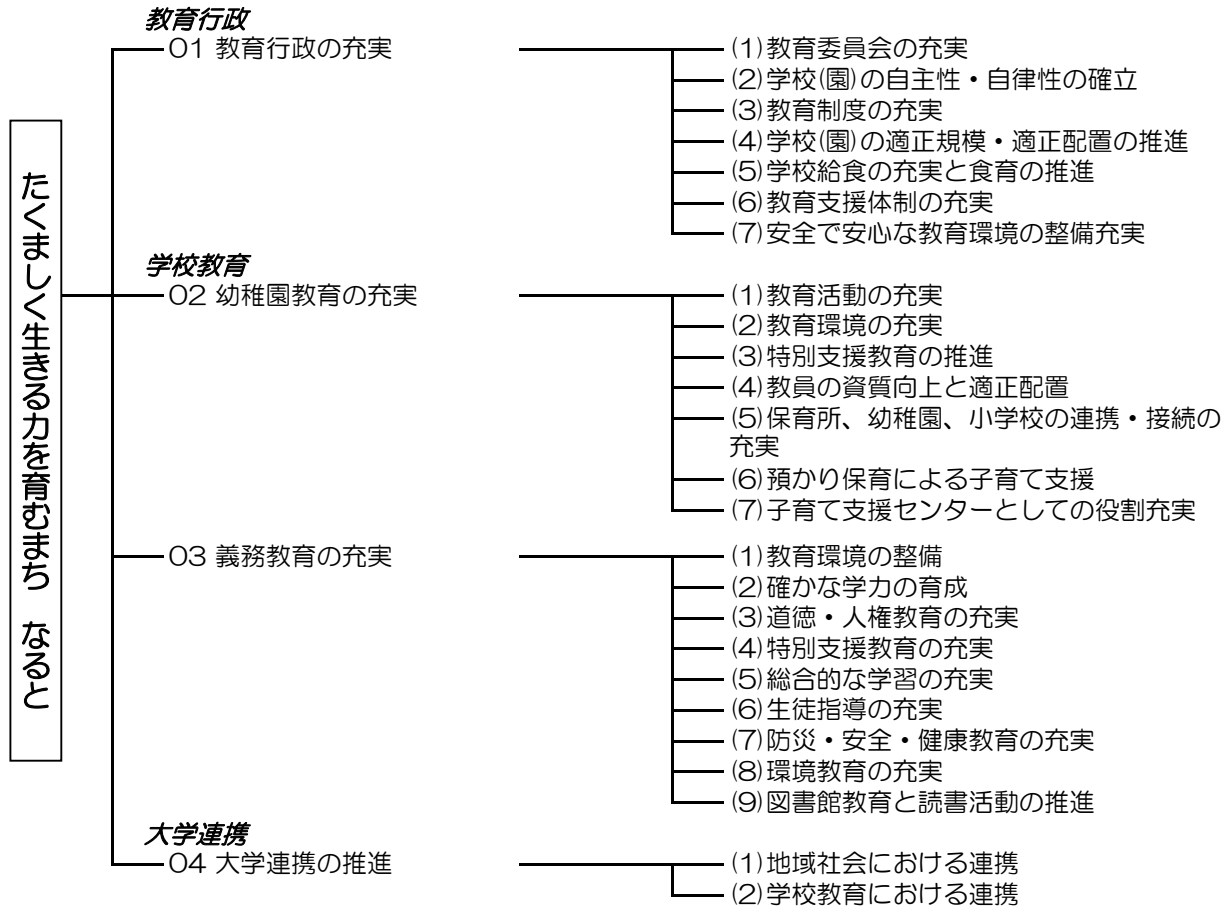 たくましく生きる力を育むまち なると
教育行政
01 教育行政の充実
(1)教育委員会の充実
(2)学校(園)の自主性・自律性の確立
(3)教育制度の充実
(4)学校(園)の適正規模・適正配置の推進
(5)学校給食の充実と食育の推進
(6)教育支援体制の充実
(7)安全で安心な教育環境の整備充実
学校教育
02 幼稚園教育の充実
(1)教育活動の充実
(2)教育環境の充実
(3)特別支援教育の推進
(4)教員の資質向上と適正配置
(5)保育所、幼稚園、小学校の連携・接続の
充実
(6)預かり保育による子育て支援
(7)子育て支援センターとしての役割充実
03 義務教育の充実
(1)教育環境の整備
(2)確かな学力の育成
(3)道徳・人権教育の充実
(4)特別支援教育の充実
(5)総合的な学習の充実
(6)生徒指導の充実
(7)防災・安全・健康教育の充実
(8)環境教育の充実
(9)図書館教育と読書活動の推進
大学連携
04 大学連携の推進
(1)地域社会における連携
(2)学校教育における連携